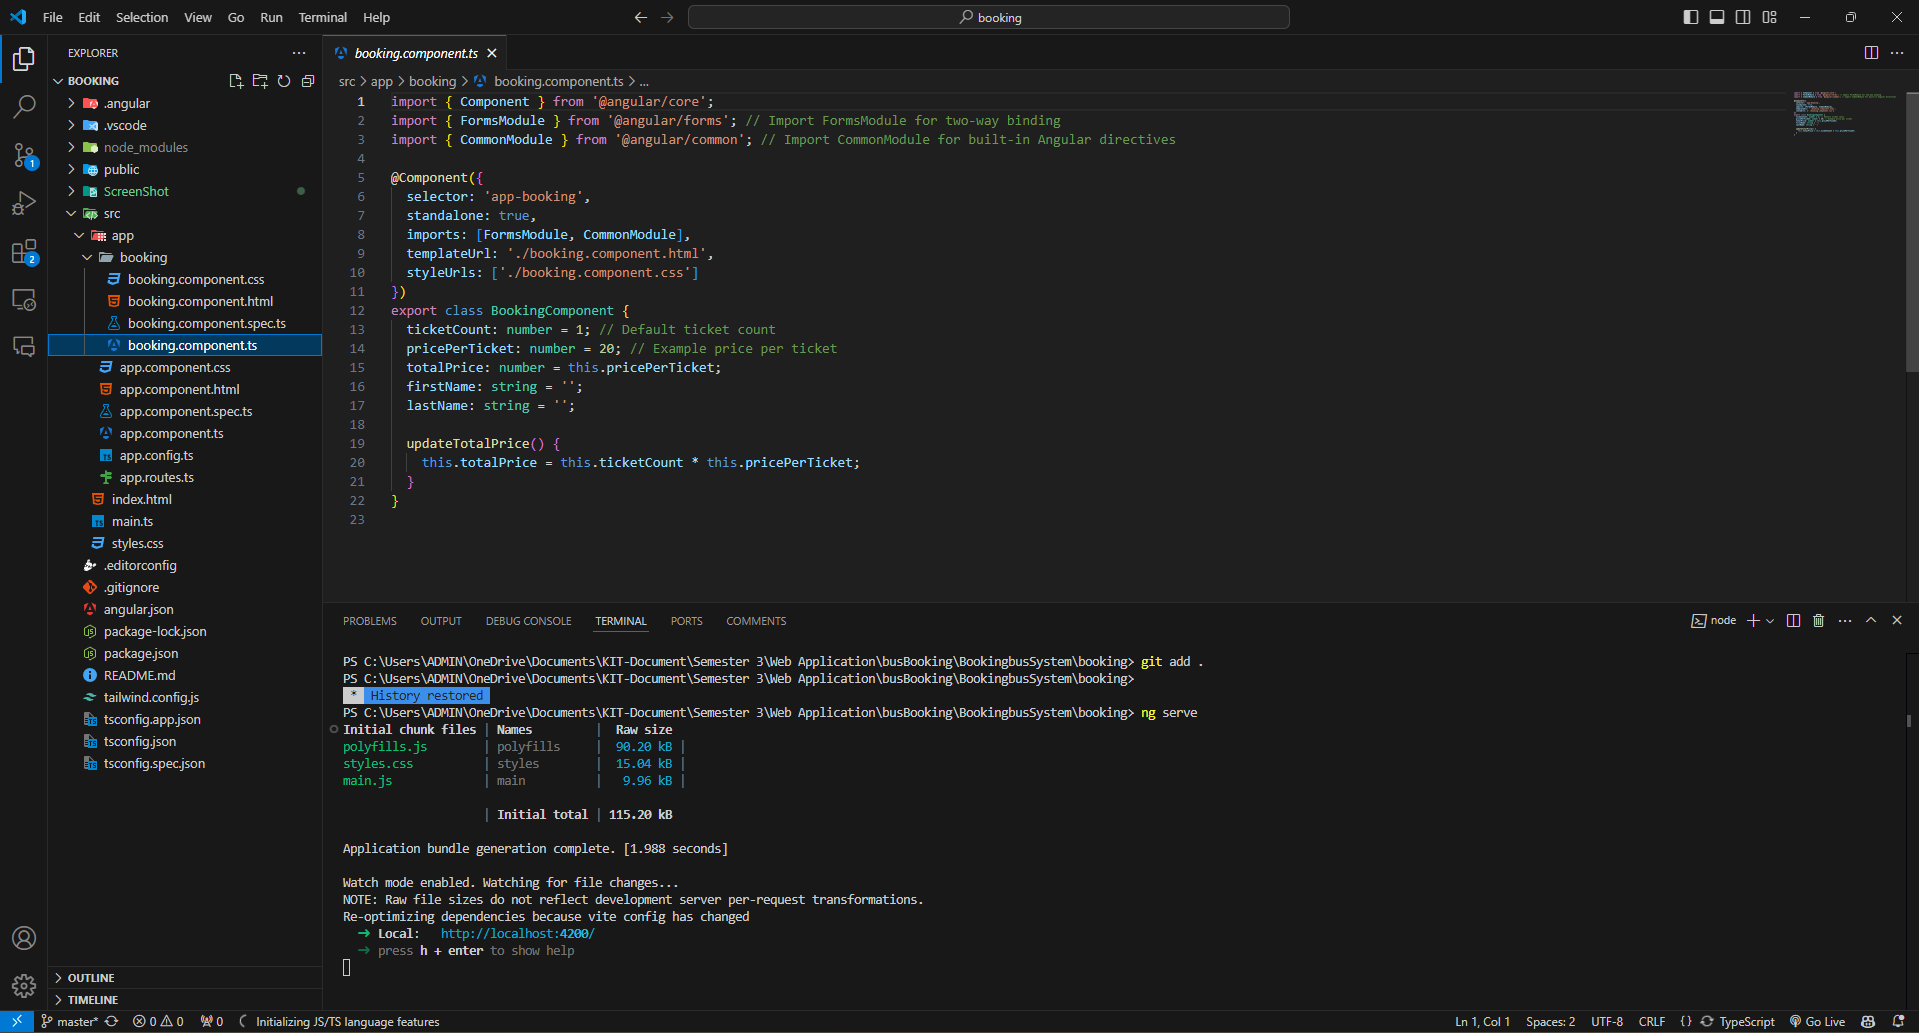 File Edit Selection View Go Run Terminal Help
booking
EXPLORER
BOOKING
.angular
.vscode
node_modules
public
ScreenShot
src
app
booking
booking.component.css
booking.component.html
booking.component.spec.ts
booking.component.ts
app.component.css
app.component.html
app.component.spec.ts
app.component.ts
app.config.ts
app.routes.ts
index.html
main.ts
styles.css
.editorconfig
.gitignore
angular.json
package-lock.json
package.json
README.md
tailwind.config.js
tsconfig.app.json
tsconfig.json
tsconfig.spec.json
OUTLINE
TIMELINE
1
2
booking.component.ts
src > app > booking > booking.component.ts > ...
1 import { Component } from '@angular/core';
2 import { FormsModule } from '@angular/forms'; // Import FormsModule for two-way binding
3 import { CommonModule } from '@angular/common'; // Import CommonModule for built-in Angular directives
4
5 @Component({
6 selector: 'app-booking',
7 standalone: true,
8 imports: [FormsModule, CommonModule],
9 templateUrl: './booking.component.html',
10 styleUrls: ['./booking.component.css']
11 })
12 export class BookingComponent {
13 ticketCount: number = 1; // Default ticket count
14 pricePerTicket: number = 20; // Example price per ticket
15 totalPrice: number = this.pricePerTicket;
16 firstName: string = '';
17 lastName: string = '';
18
19 updateTotalPrice() {
20 this.totalPrice = this.ticketCount * this.pricePerTicket;
21 }
22 }
23
PROBLEMS OUTPUT DEBUG CONSOLE TERMINAL PORTS COMMENTS
node
PS C:\Users\ADMIN\OneDrive\Documents\KIT-Document\Semester 3\Web Application\busBooking\BookingbusSystem\booking> git add .
PS C:\Users\ADMIN\OneDrive\Documents\KIT-Document\Semester 3\Web Application\busBooking\BookingbusSystem\booking>
* History restored
PS C:\Users\ADMIN\OneDrive\Documents\KIT-Document\Semester 3\Web Application\busBooking\BookingbusSystem\booking> ng serve
Initial chunk files | Names | Raw size
polyfills.js | polyfills | 90.20 kB |
styles.css | styles | 15.04 kB |
main.js | main | 9.96 kB |
| Initial total | 115.20 kB
Application bundle generation complete. [1.988 seconds]
Watch mode enabled. Watching for file changes...
NOTE: Raw file sizes do not reflect development server per-request transformations.
Re-optimizing dependencies because vite config has changed
➜ Local: http://localhost:4200/
➜ press h + enter to show help
master* 0 0 0 Initializing JS/TS language features Ln 1, Col 1 Spaces: 2 UTF-8 CRLF {} TypeScript Go Live